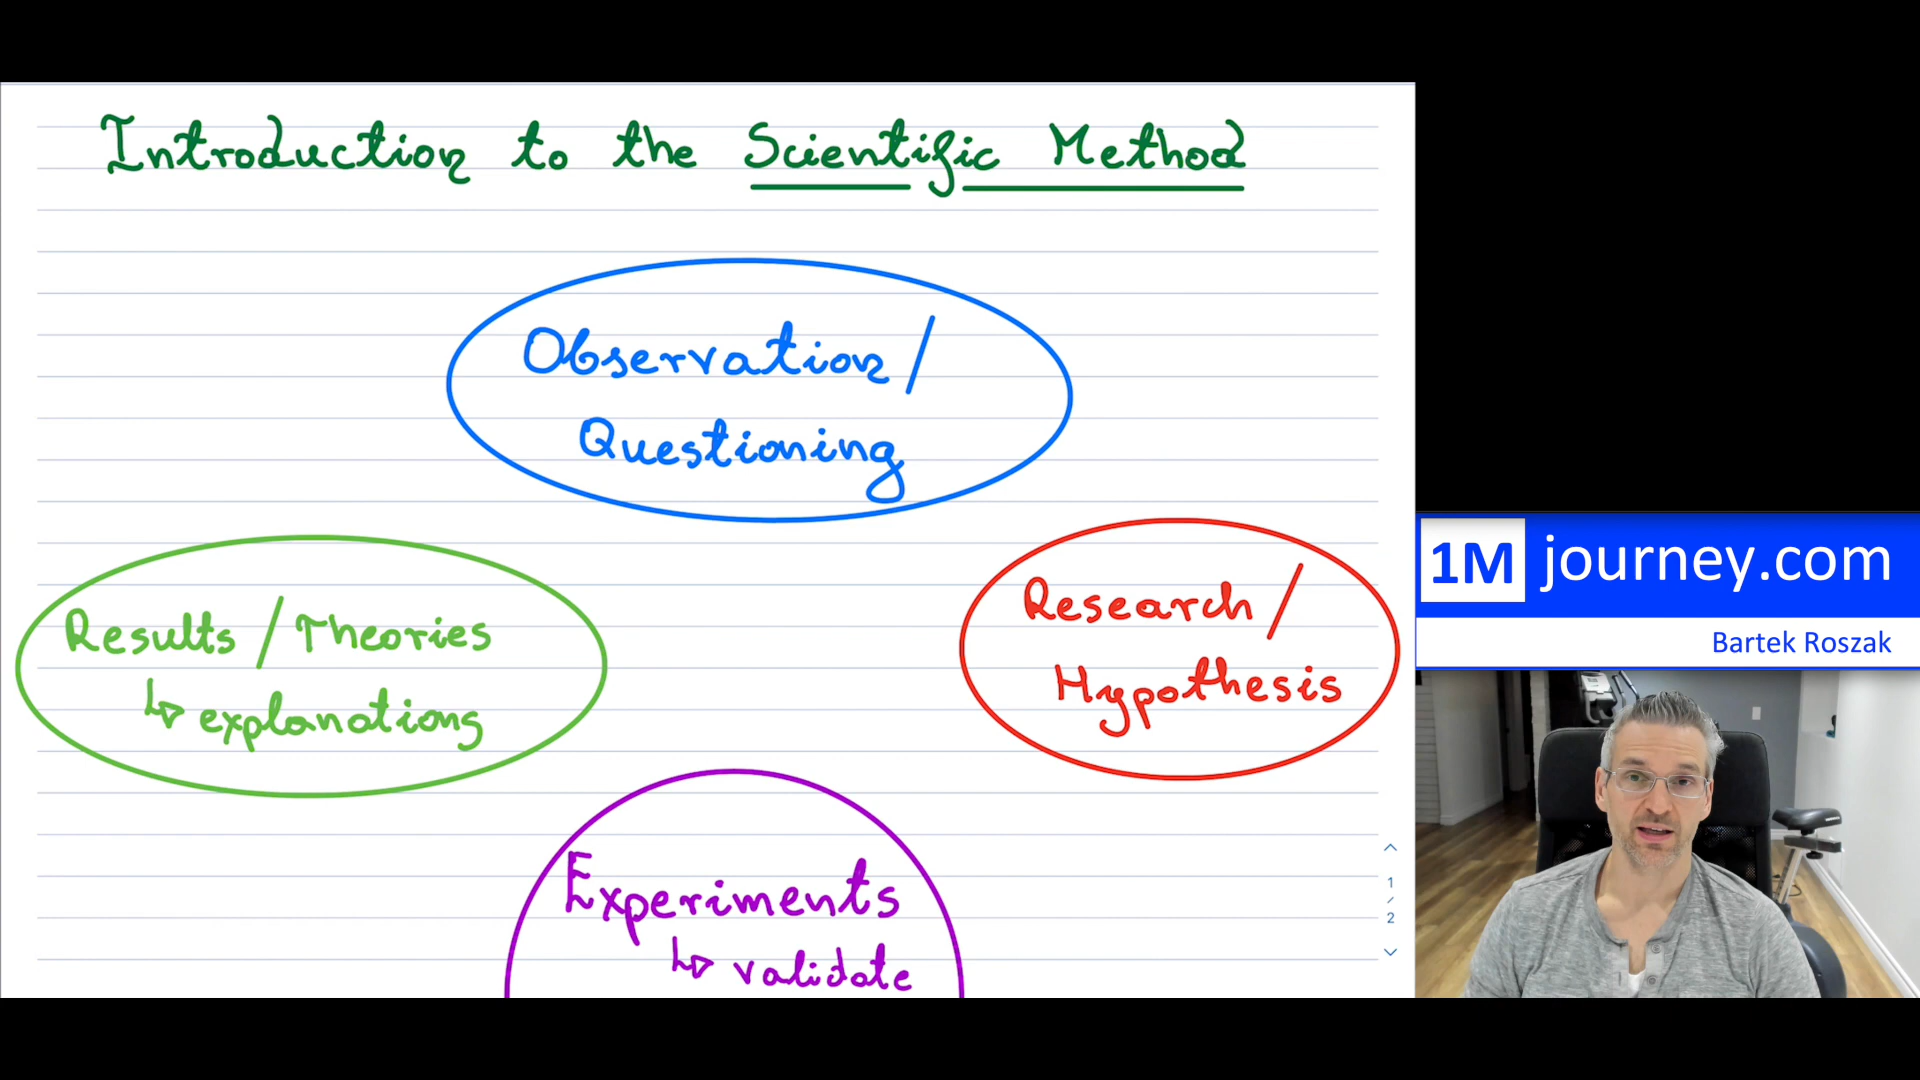 Introduction to the Scientific Method
Observation /
Questioning
Results / Theories
↳ explanations
Research /
Hypothesis
Experiments
↳ validate
1
/
2
1M journey.com
Bartek Roszak